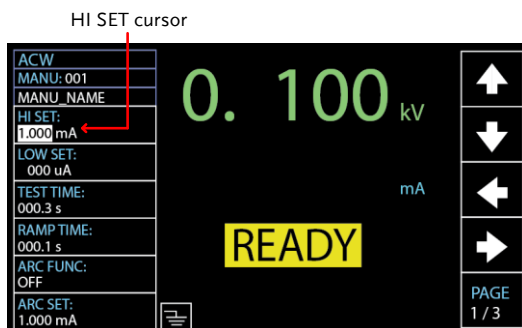 HI SET cursor
ACW
MANU: 001
MANU_NAME
HI SET:
1.000 mA
LOW SET:
000 uA
TEST TIME:
000.3 s
RAMP TIME:
000.1 s
ARC FUNC:
OFF
ARC SET:
1.000 mA
0. 100 kV
mA
READY
PAGE
1 / 3